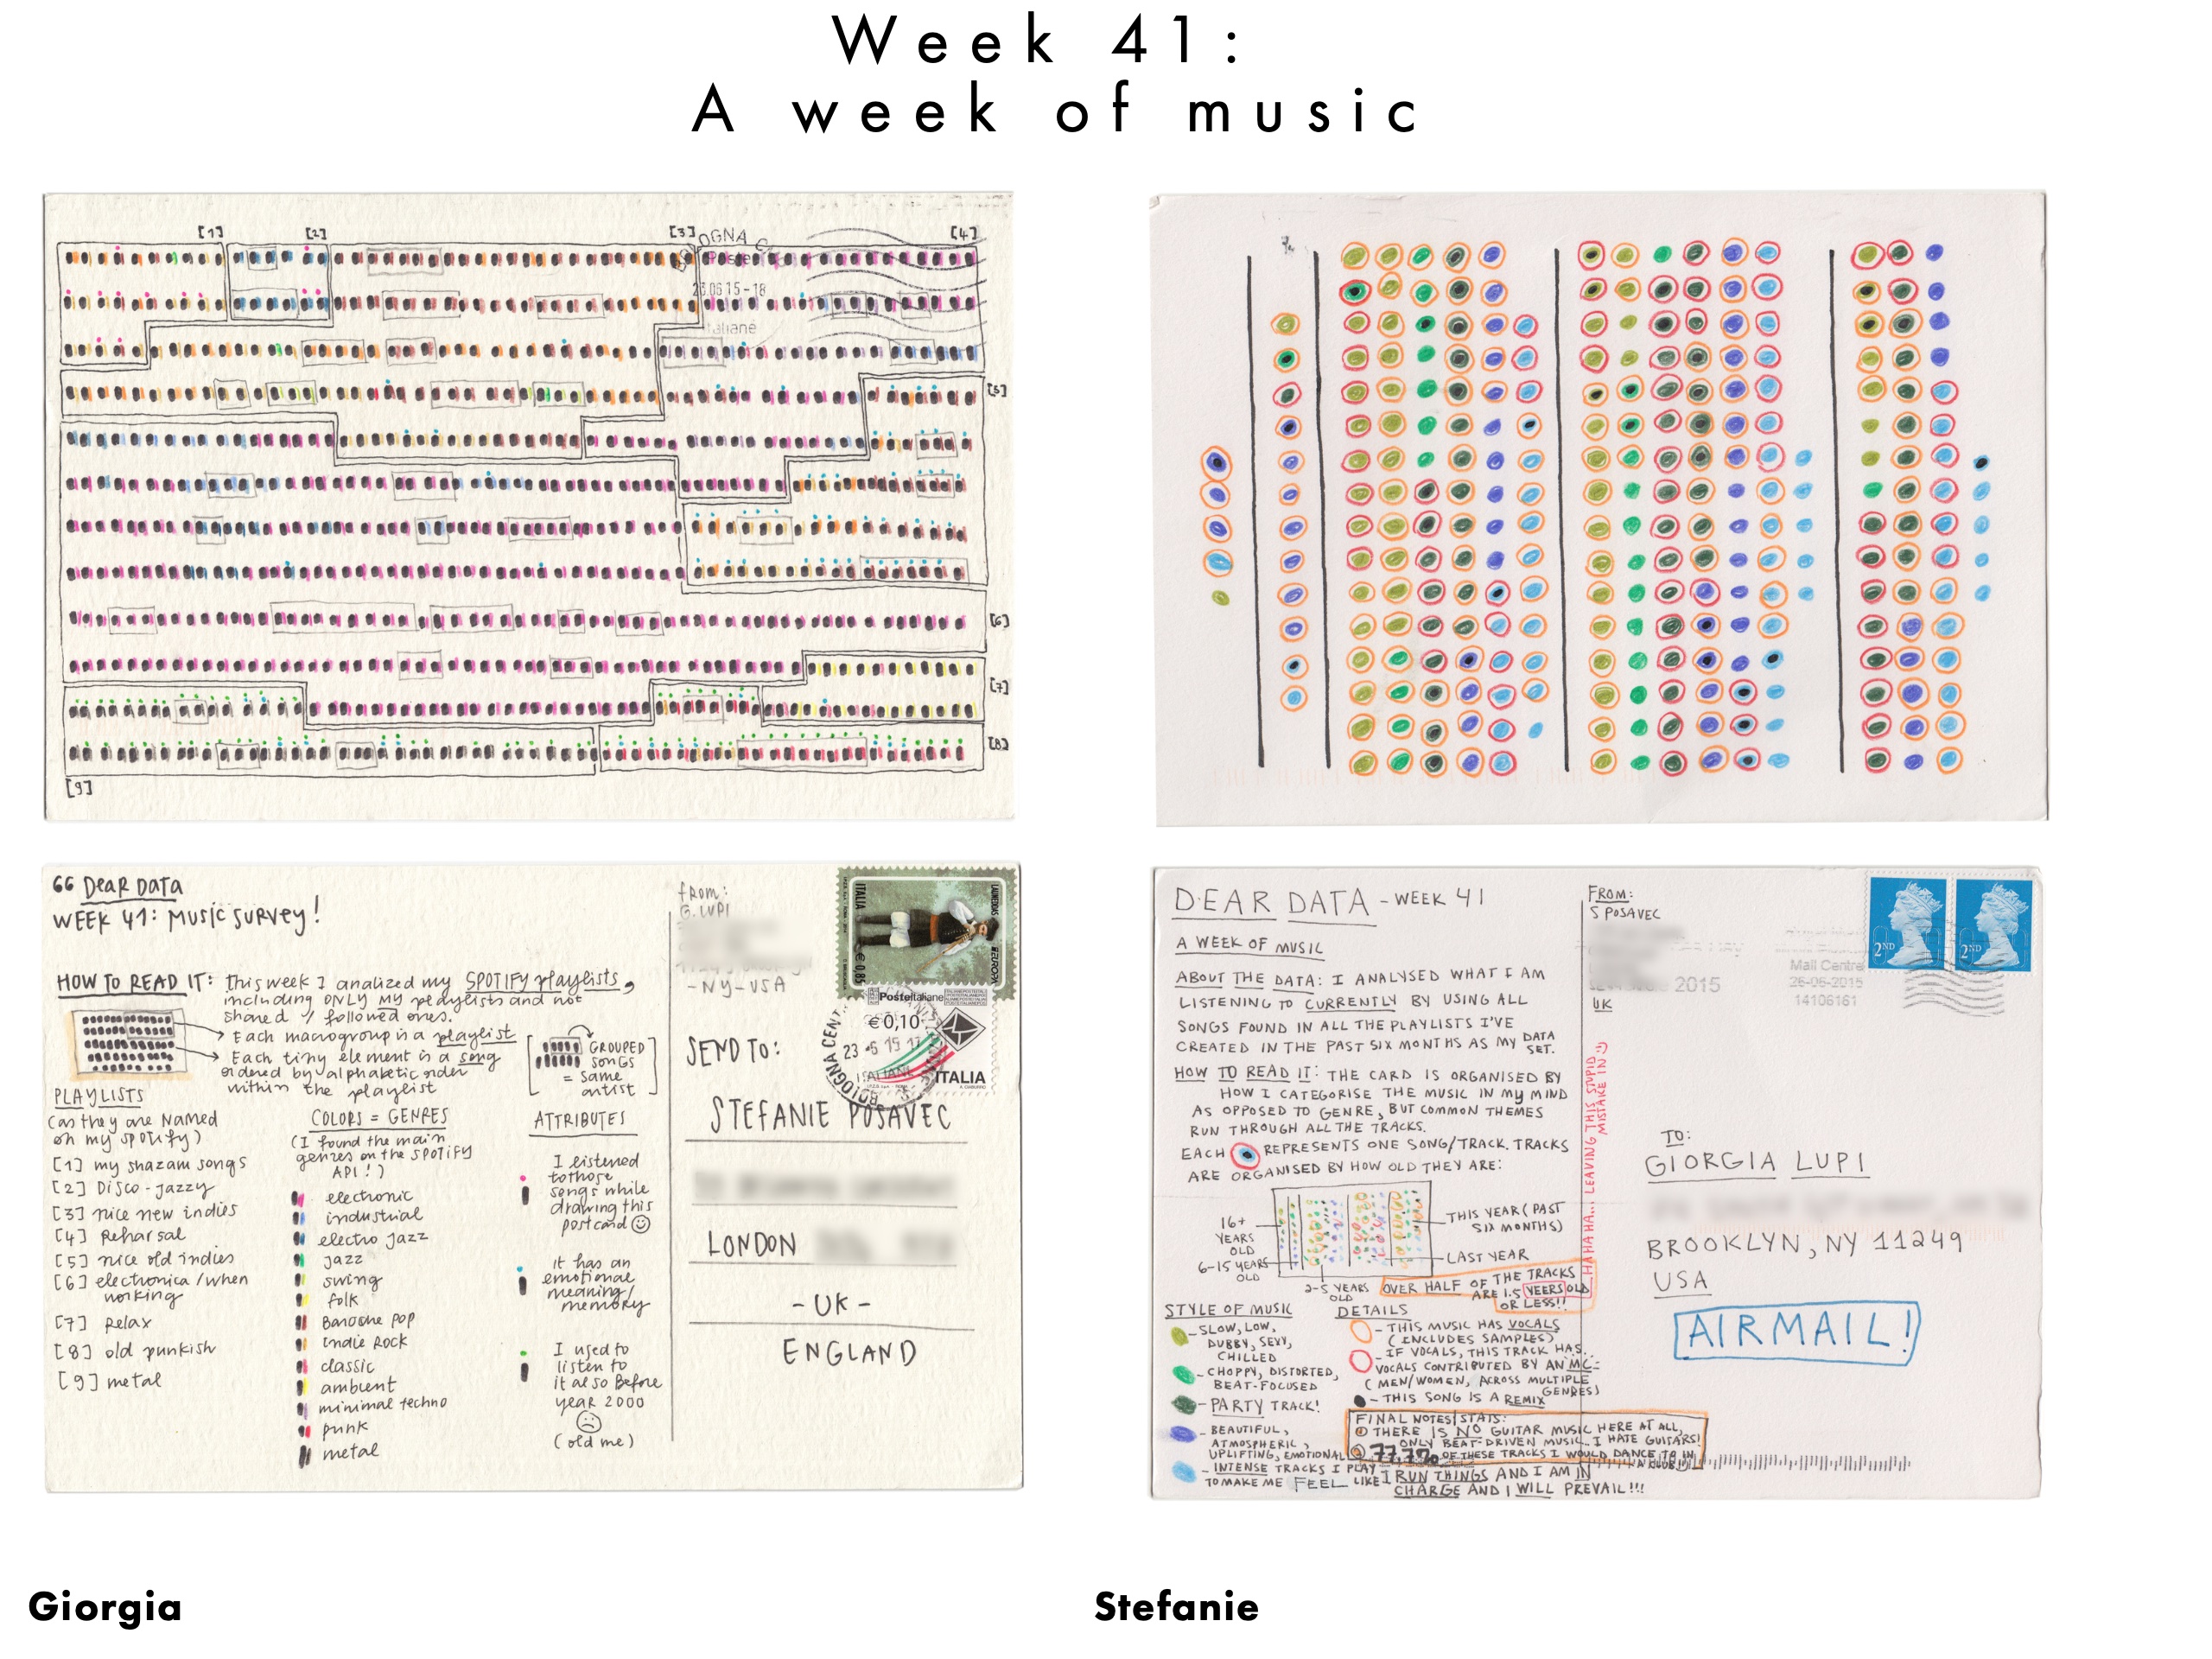 Week 41:
A week of music
[1]
[2]
[3]
[4]
OGNA C
Poste
23.06 15-18
Italiane
[5]
[6]
[7]
[8]
[9]
Dear Data
WEEK 41: Music survey!
HOW TO READ IT: this week I analized my SPOTIFY playlists,
including ONLY MY playlists and not
shared / followed ones.
Each macrogroup is a playlist
Each tiny element is a song
ordered by alphabetic order
within the playlist
GROUPED
SONGS
= Same
artist
PLAYLISTS
(as they are NAMED
on my spotify)
[1] my shazam songs
[2] Disco-jazzy
[3] nice new indies
[4] Reharsal
[5] nice old indies
[6] electronica / when
working
[7] Relax
[8] old punkish
[9] metal
COLORS = GENRES
(I found the main
genres on the SPOTIFY
API!)
electronic
industrial
electro jazz
jazz
swing
folk
Baroque pop
Indie Rock
classic
ambient
minimal techno
punk
metal
ATTRIBUTES
I listened
to those
songs while
drawing this
postcard
it has an
emotional
meaning/
memory
I used to
listen to
it also Before
year 2000
(old me)
from:
G. LUPI
-NY-USA
ITALIA
EUROPA
€0,85
Posteitaliane
€0,10
ITALIA
BOLOGNA CENT.
SEND TO:
STEFANIE POSAVEC
LONDON
-UK-
ENGLAND
DEAR DATA - WEEK 41
A WEEK OF MUSIC
ABOUT THE DATA: I ANALYSED WHAT I AM
LISTENING TO CURRENTLY BY USING ALL
SONGS FOUND IN ALL THE PLAYLISTS I'VE
CREATED IN THE PAST SIX MONTHS AS MY DATA
SET.
HOW TO READ IT: THE CARD IS ORGANISED BY
HOW I CATEGORISE THE MUSIC IN MY MIND
AS OPPOSED TO GENRE, BUT COMMON THEMES
RUN THROUGH ALL THE TRACKS.
EACH REPRESENTS ONE SONG/TRACK. TRACKS
ARE ORGANISED BY HOW OLD THEY ARE:
16+
YEARS
OLD
6-15 YEARS
OLD
2-5 YEARS
OLD
THIS YEAR (PAST
SIX MONTHS)
LAST YEAR
OVER HALF OF THE TRACKS
ARE 1.5 YEERS OLD
OR LESS!!
HAHAHA... LEAVING THIS STUPID
MISTAKE IN :)
STYLE OF MUSIC
SLOW, LOW,
DUBBY, SEXY,
CHILLED
CHOPPY, DISTORTED,
BEAT-FOCUSED
PARTY TRACK!
BEAUTIFUL,
ATMOSPHERIC,
UPLIFTING, EMOTIONAL
INTENSE TRACKS I PLAY
TO MAKE ME FEEL LIKE I RUN THINGS AND I AM IN
CHARGE AND I WILL PREVAIL!!!
DETAILS
- THIS MUSIC HAS VOCALS
(INCLUDES SAMPLES)
- IF VOCALS, THIS TRACK HAS
VOCALS CONTRIBUTED BY AN MC:
(MEN/WOMEN, ACROSS MULTIPLE
GENRES)
- THIS SONG IS A REMIX
FINAL NOTES/STATS:
① THERE IS NO GUITAR MUSIC HERE AT ALL,
ONLY BEAT-DRIVEN MUSIC.. I HATE GUITARS!
② 77.7% OF THESE TRACKS I WOULD DANCE TO IN
A CLUB!!
FROM:
S POSAVEC
UK
2015
Mail Centre
26-06-2015
14106161
2ND
2ND
TO:
GIORGIA LUPI
BROOKLYN, NY 11249
USA
AIRMAIL!
Giorgia
Stefanie